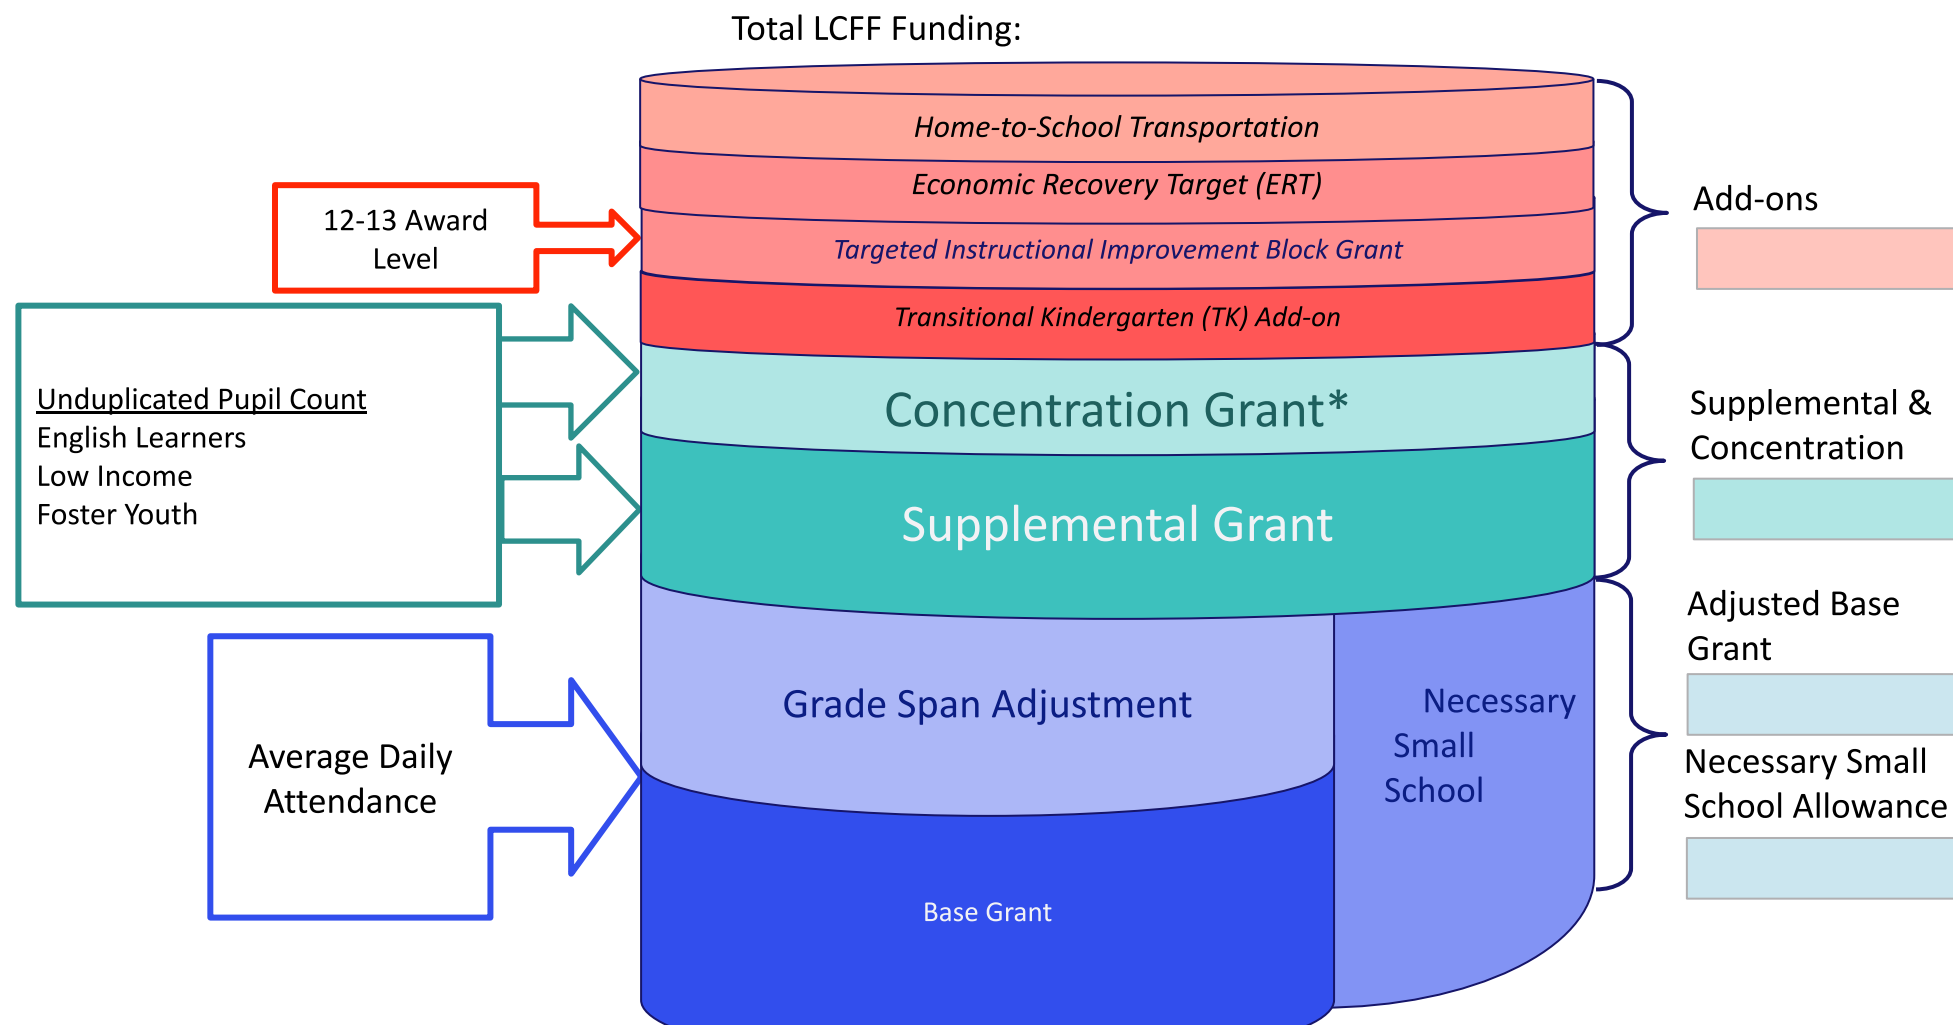 Total LCFF Funding:
Home-to-School Transportation
Economic Recovery Target (ERT)
Targeted Instructional Improvement Block Grant
Transitional Kindergarten (TK) Add-on
Concentration Grant*
Supplemental Grant
Grade Span Adjustment
Necessary
Small
School
Base Grant
12-13 Award
Level
Unduplicated Pupil Count
English Learners
Low Income
Foster Youth
Average Daily
Attendance
Add-ons
Supplemental &
Concentration
Adjusted Base
Grant
Necessary Small
School Allowance